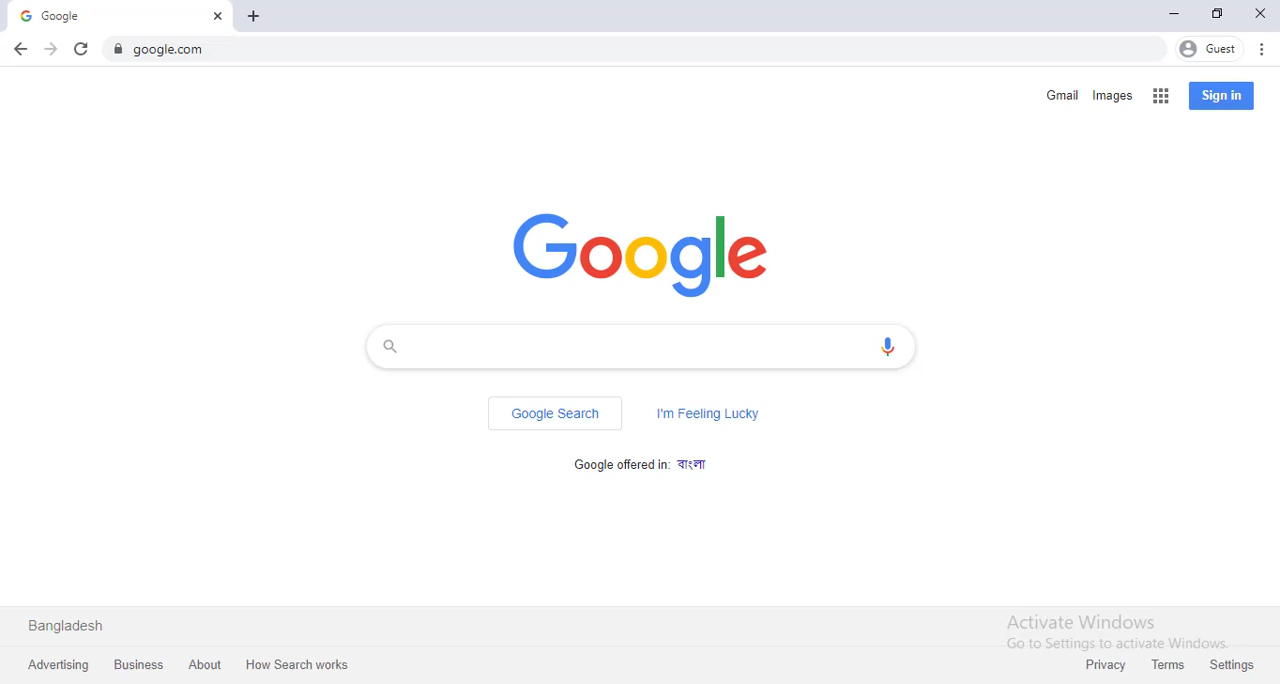 Google
google.com
Guest
Gmail Images Sign in
Google
Google Search I'm Feeling Lucky
Google offered in: বাংলা
Bangladesh
Activate Windows
Go to Settings to activate Windows.
Advertising Business About How Search works Privacy Terms Settings